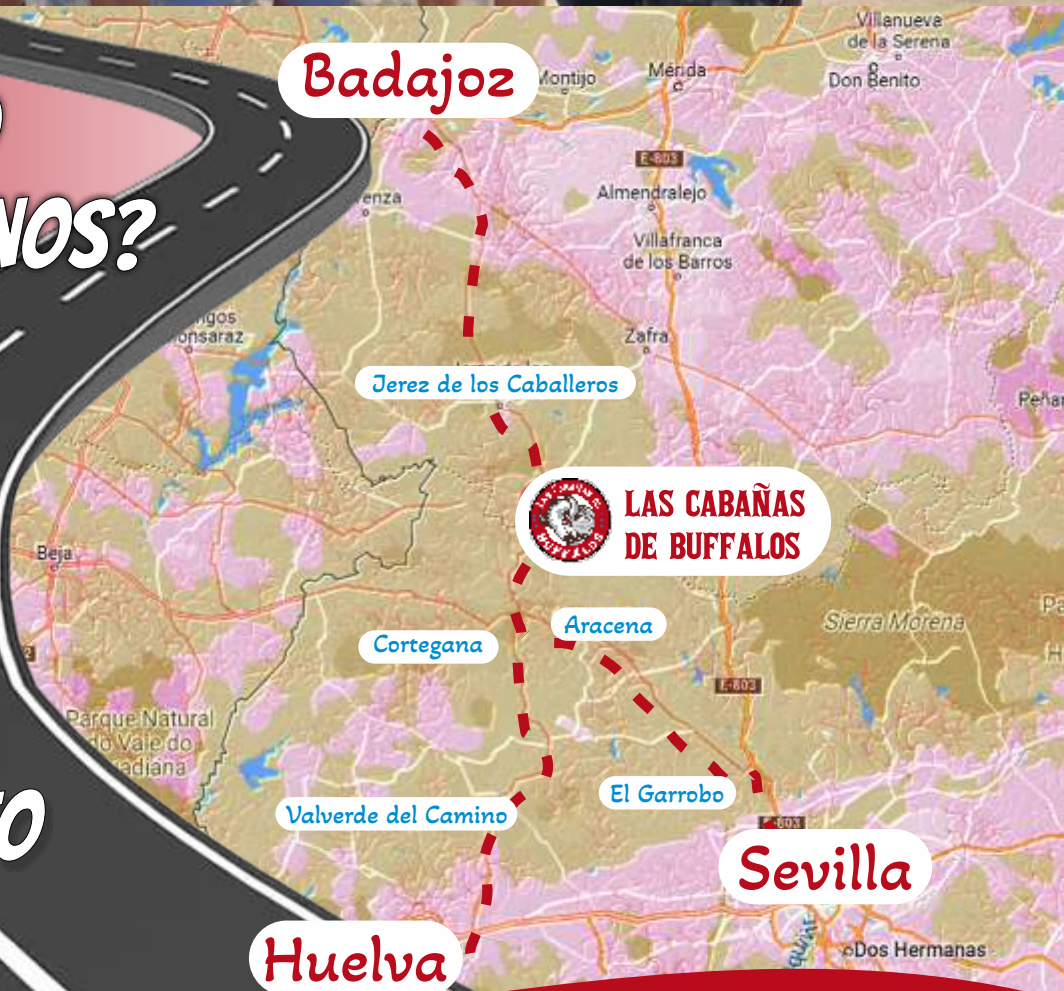 Villanueva
de la Serena
Badajoz
Montijo
Mérida
Don Benito
E-803
Almendralejo
NOS?
Villafranca
de los Barros
Zafra
Jerez de los Caballeros
LAS CABAÑAS
DE BUFFALOS
Beja
Aracena
Sierra Morena
Cortegana
E-803
Parque Natural
do Vale do
El Garrobo
Valverde del Camino
TO
E-803
Sevilla
Huelva
Dos Hermanas